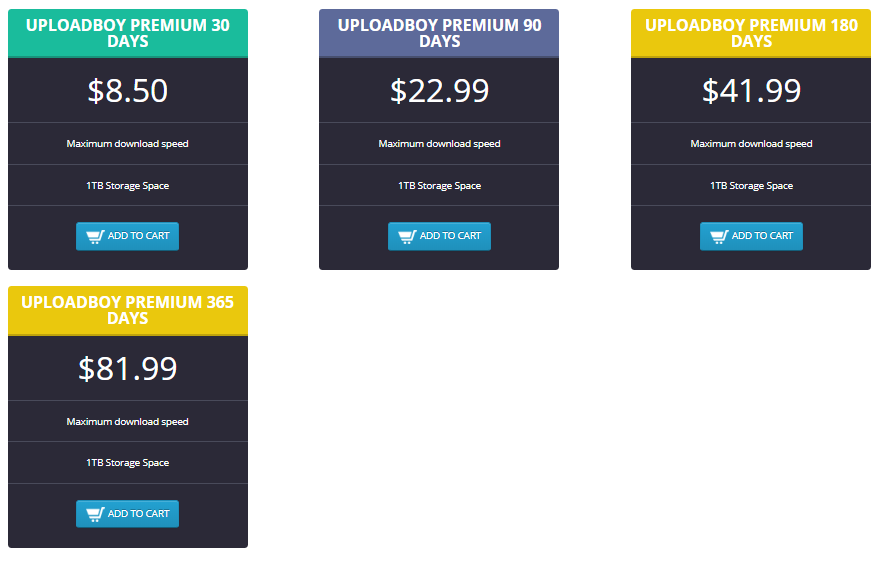 UPLOADBOY PREMIUM 30
DAYS
$8.50
Maximum download speed
1TB Storage Space
ADD TO CART
UPLOADBOY PREMIUM 90
DAYS
$22.99
Maximum download speed
1TB Storage Space
ADD TO CART
UPLOADBOY PREMIUM 180
DAYS
$41.99
Maximum download speed
1TB Storage Space
ADD TO CART
UPLOADBOY PREMIUM 365
DAYS
$81.99
Maximum download speed
1TB Storage Space
ADD TO CART